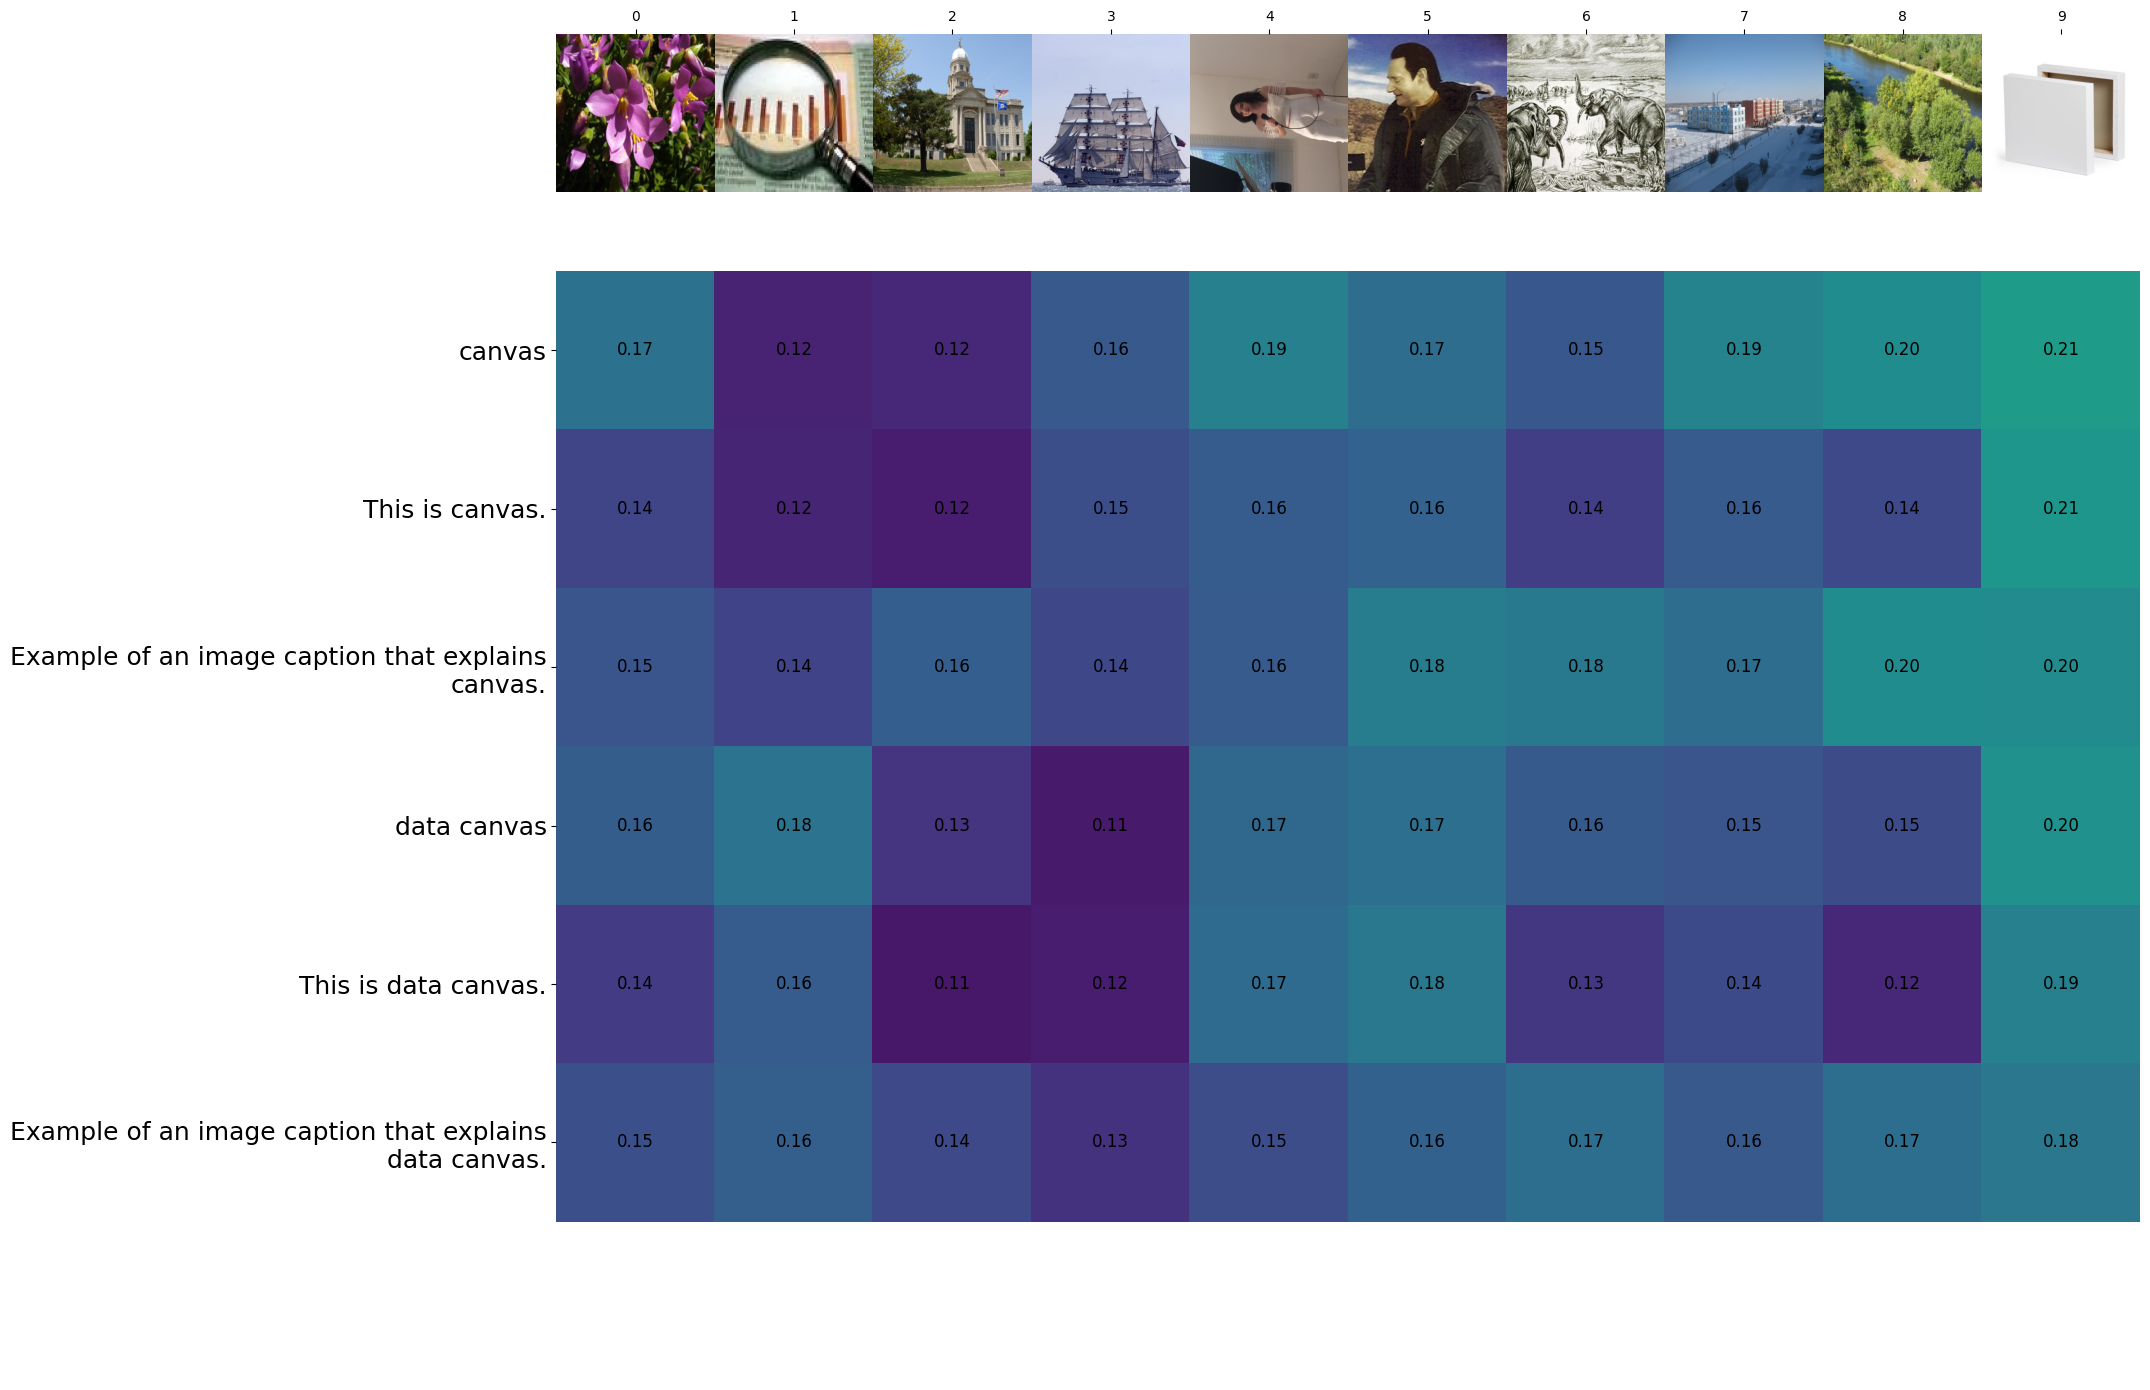 0 1 2 3 4 5 6 7 8 9
canvas 0.17 0.12 0.12 0.16 0.19 0.17 0.15 0.19 0.20 0.21
This is canvas. 0.14 0.12 0.12 0.15 0.16 0.16 0.14 0.16 0.14 0.21
Example of an image caption that explains
canvas. 0.15 0.14 0.16 0.14 0.16 0.18 0.18 0.17 0.20 0.20
data canvas 0.16 0.18 0.13 0.11 0.17 0.17 0.16 0.15 0.15 0.20
This is data canvas. 0.14 0.16 0.11 0.12 0.17 0.18 0.13 0.14 0.12 0.19
Example of an image caption that explains
data canvas. 0.15 0.16 0.14 0.13 0.15 0.16 0.17 0.16 0.17 0.18